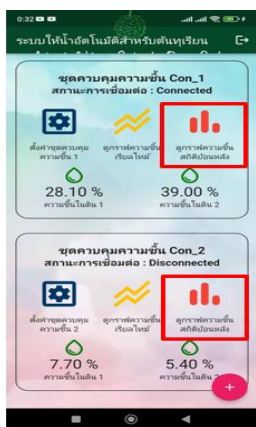 0:32
ระบบให้น้ำอัตโนมัติสำหรับต้นทุเรียน
ชุดควบคุมความชื้น Con_1
สถานะการเชื่อมต่อ : Connected
ตั้งค่าชุดควบคุม ดูกราฟความชื้น ดูกราฟความชื้น
ความชื้น 1 เรียลไทม์ สถิติย้อนหลัง
28.10 % 39.00 %
ความชื้นในดิน 1 ความชื้นในดิน 2
ชุดควบคุมความชื้น Con_2
สถานะการเชื่อมต่อ : Disconnected
ตั้งค่าชุดควบคุม ดูกราฟความชื้น ดูกราฟความชื้น
ความชื้น 2 เรียลไทม์ สถิติย้อนหลัง
7.70 % 5.40 %
ความชื้นในดิน 1 ความชื้นในดิน 2
+